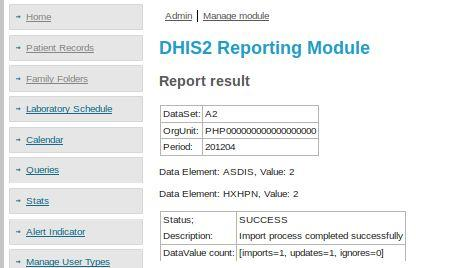 Home
Patient Records
Family Folders
Laboratory Schedule
Calendar
Queries
Stats
Alert Indicator
Manage User Types
Admin | Manage module
DHIS2 Reporting Module
Report result
DataSet: A2
OrgUnit: PHP000000000000000000
Period: 201204
Data Element: ASDIS, Value: 2
Data Element: HXHPN, Value: 2
Status; SUCCESS
Description: Import process completed successfully
DataValue count: [imports=1, updates=1, ignores=0]